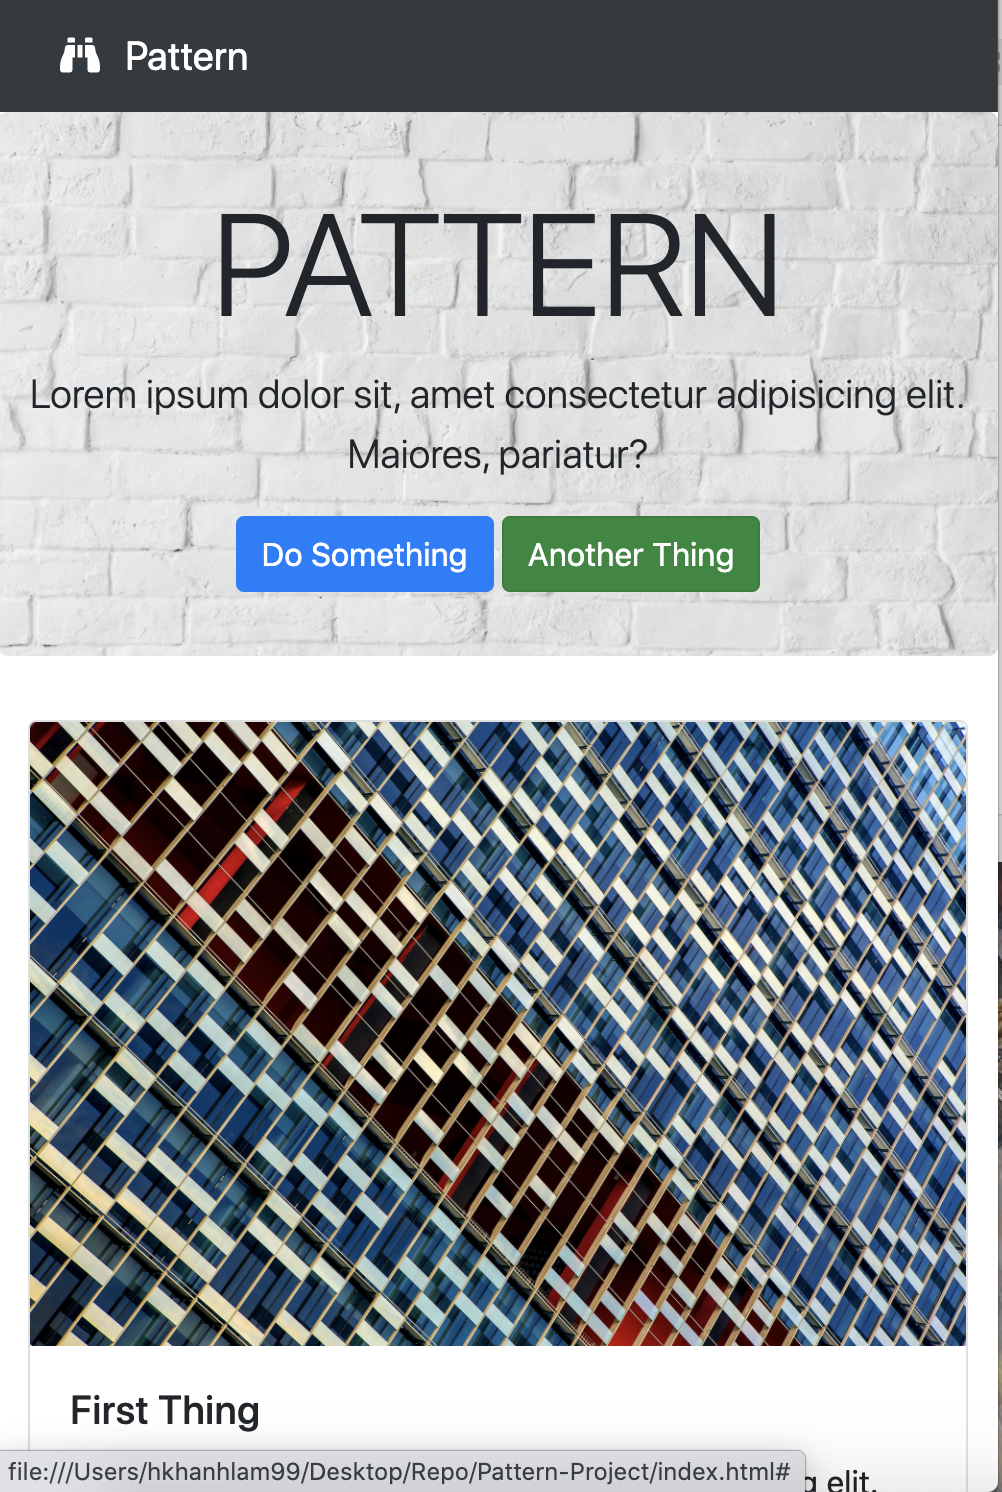 Pattern
PATTERN
Lorem ipsum dolor sit, amet consectetur adipisicing elit.
Maiores, pariatur?
Do Something Another Thing
First Thing
elit.
file:///Users/hkhanhlam99/Desktop/Repo/Pattern-Project/index.html#